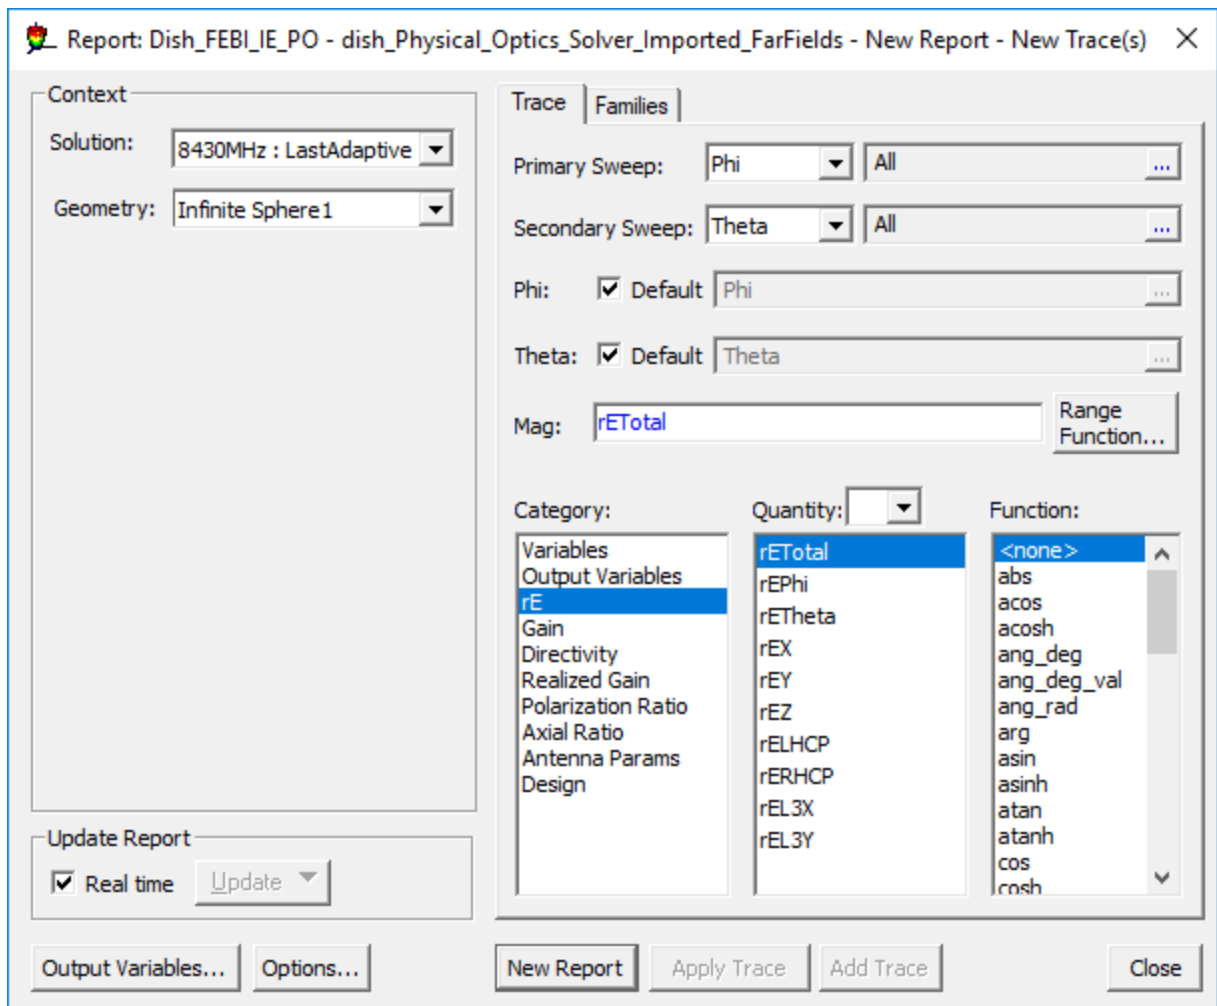 Report: Dish_FEBI_IE_PO - dish_Physical_Optics_Solver_Imported_FarFields - New Report - New Trace(s)
Context
Solution: 8430MHz : LastAdaptive
Geometry: Infinite Sphere1
Update Report
Real time Update
Trace Families
Primary Sweep: Phi All ...
Secondary Sweep: Theta All ...
Phi: Default Phi ...
Theta: Default Theta ...
Mag: rETotal Range Function...
Category:
Variables
Output Variables
rE
Gain
Directivity
Realized Gain
Polarization Ratio
Axial Ratio
Antenna Params
Design
Quantity:
rETotal
rEPhi
rETheta
rEX
rEY
rEZ
rELHCP
rERHCP
rEL3X
rEL3Y
Function:
<none>
abs
acos
acosh
ang_deg
ang_deg_val
ang_rad
arg
asin
asinh
atan
atanh
cos
cosh
Output Variables... Options... New Report Apply Trace Add Trace Close